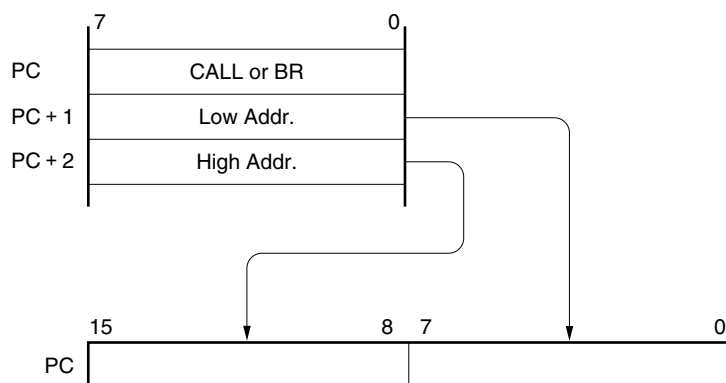 7 0
PC CALL or BR
PC + 1 Low Addr.
PC + 2 High Addr.
15 8 7 0
PC